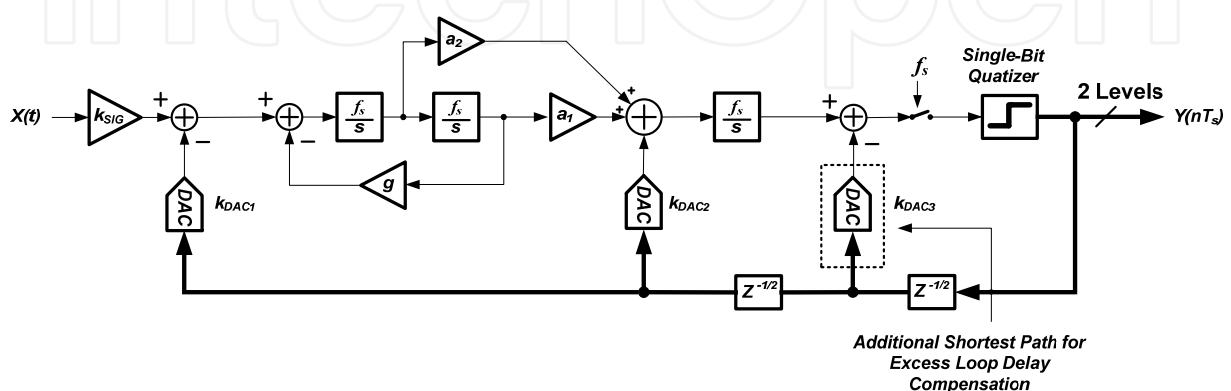 intechopen
a2
fs
Single-Bit
Quatizer
X(t)
+
kSIG
+
−
+
−
fs
s
fs
s
a1
+
+
+
fs
s
+
−
2 Levels
Y(nTs)
g
DAC
kDAC1
DAC
kDAC2
DAC
kDAC3
Z-1/2
Z-1/2
Additional Shortest Path for
Excess Loop Delay
Compensation